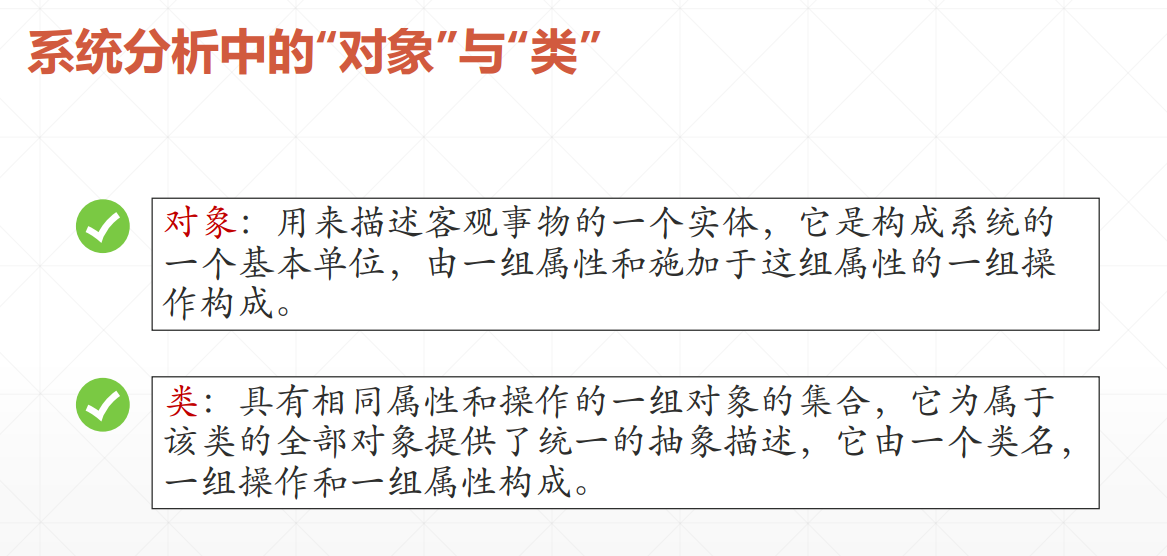 系统分析中的“对象”与“类”
对象：用来描述客观事物的一个实体，它是构成系统的
一个基本单位，由一组属性和施加于这组属性的一组操
作构成。
类：具有相同属性和操作的一组对象的集合，它为属于
该类的全部对象提供了统一的抽象描述，它由一个类名，
一组操作和一组属性构成。